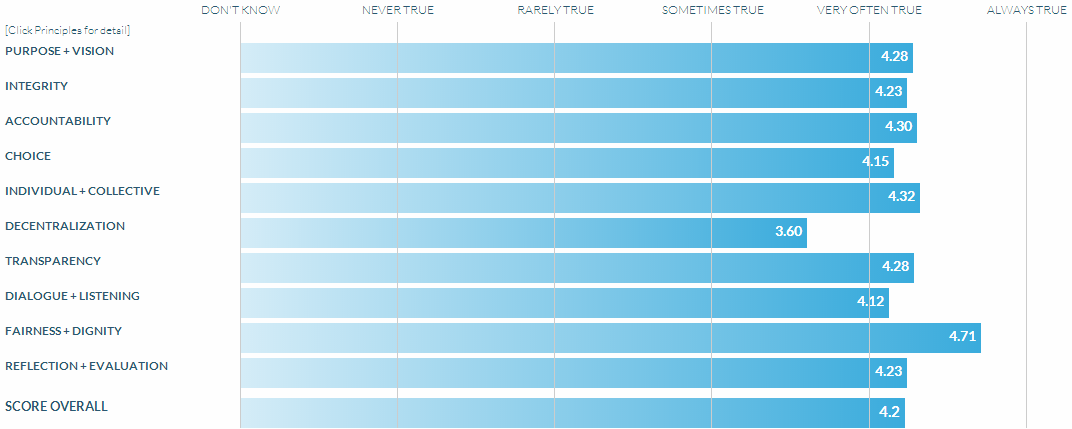 DON'T KNOW NEVER TRUE RARELY TRUE SOMETIMES TRUE VERY OFTEN TRUE ALWAYS TRUE
[Click Principles for detail]
PURPOSE + VISION 4.28
INTEGRITY 4.23
ACCOUNTABILITY 4.30
CHOICE 4.15
INDIVIDUAL + COLLECTIVE 4.32
DECENTRALIZATION 3.60
TRANSPARENCY 4.28
DIALOGUE + LISTENING 4.12
FAIRNESS + DIGNITY 4.71
REFLECTION + EVALUATION 4.23
SCORE OVERALL 4.2